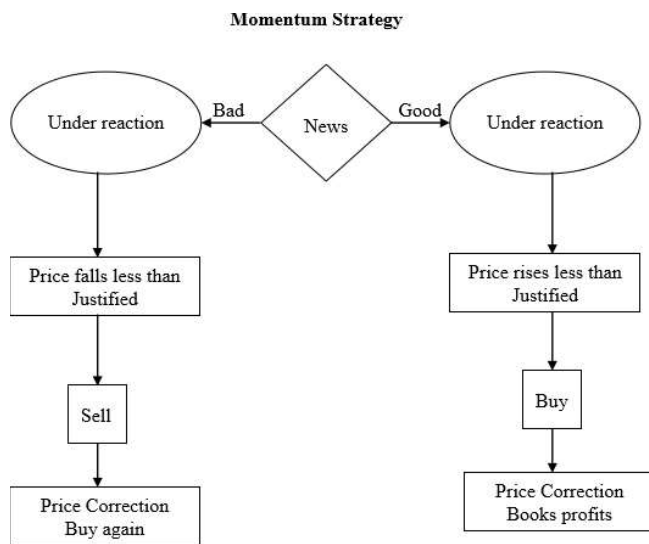 Momentum Strategy
Under reaction
Bad
News
Good
Under reaction
Price falls less than
Justified
Price rises less than
Justified
Sell
Buy
Price Correction
Buy again
Price Correction
Books profits